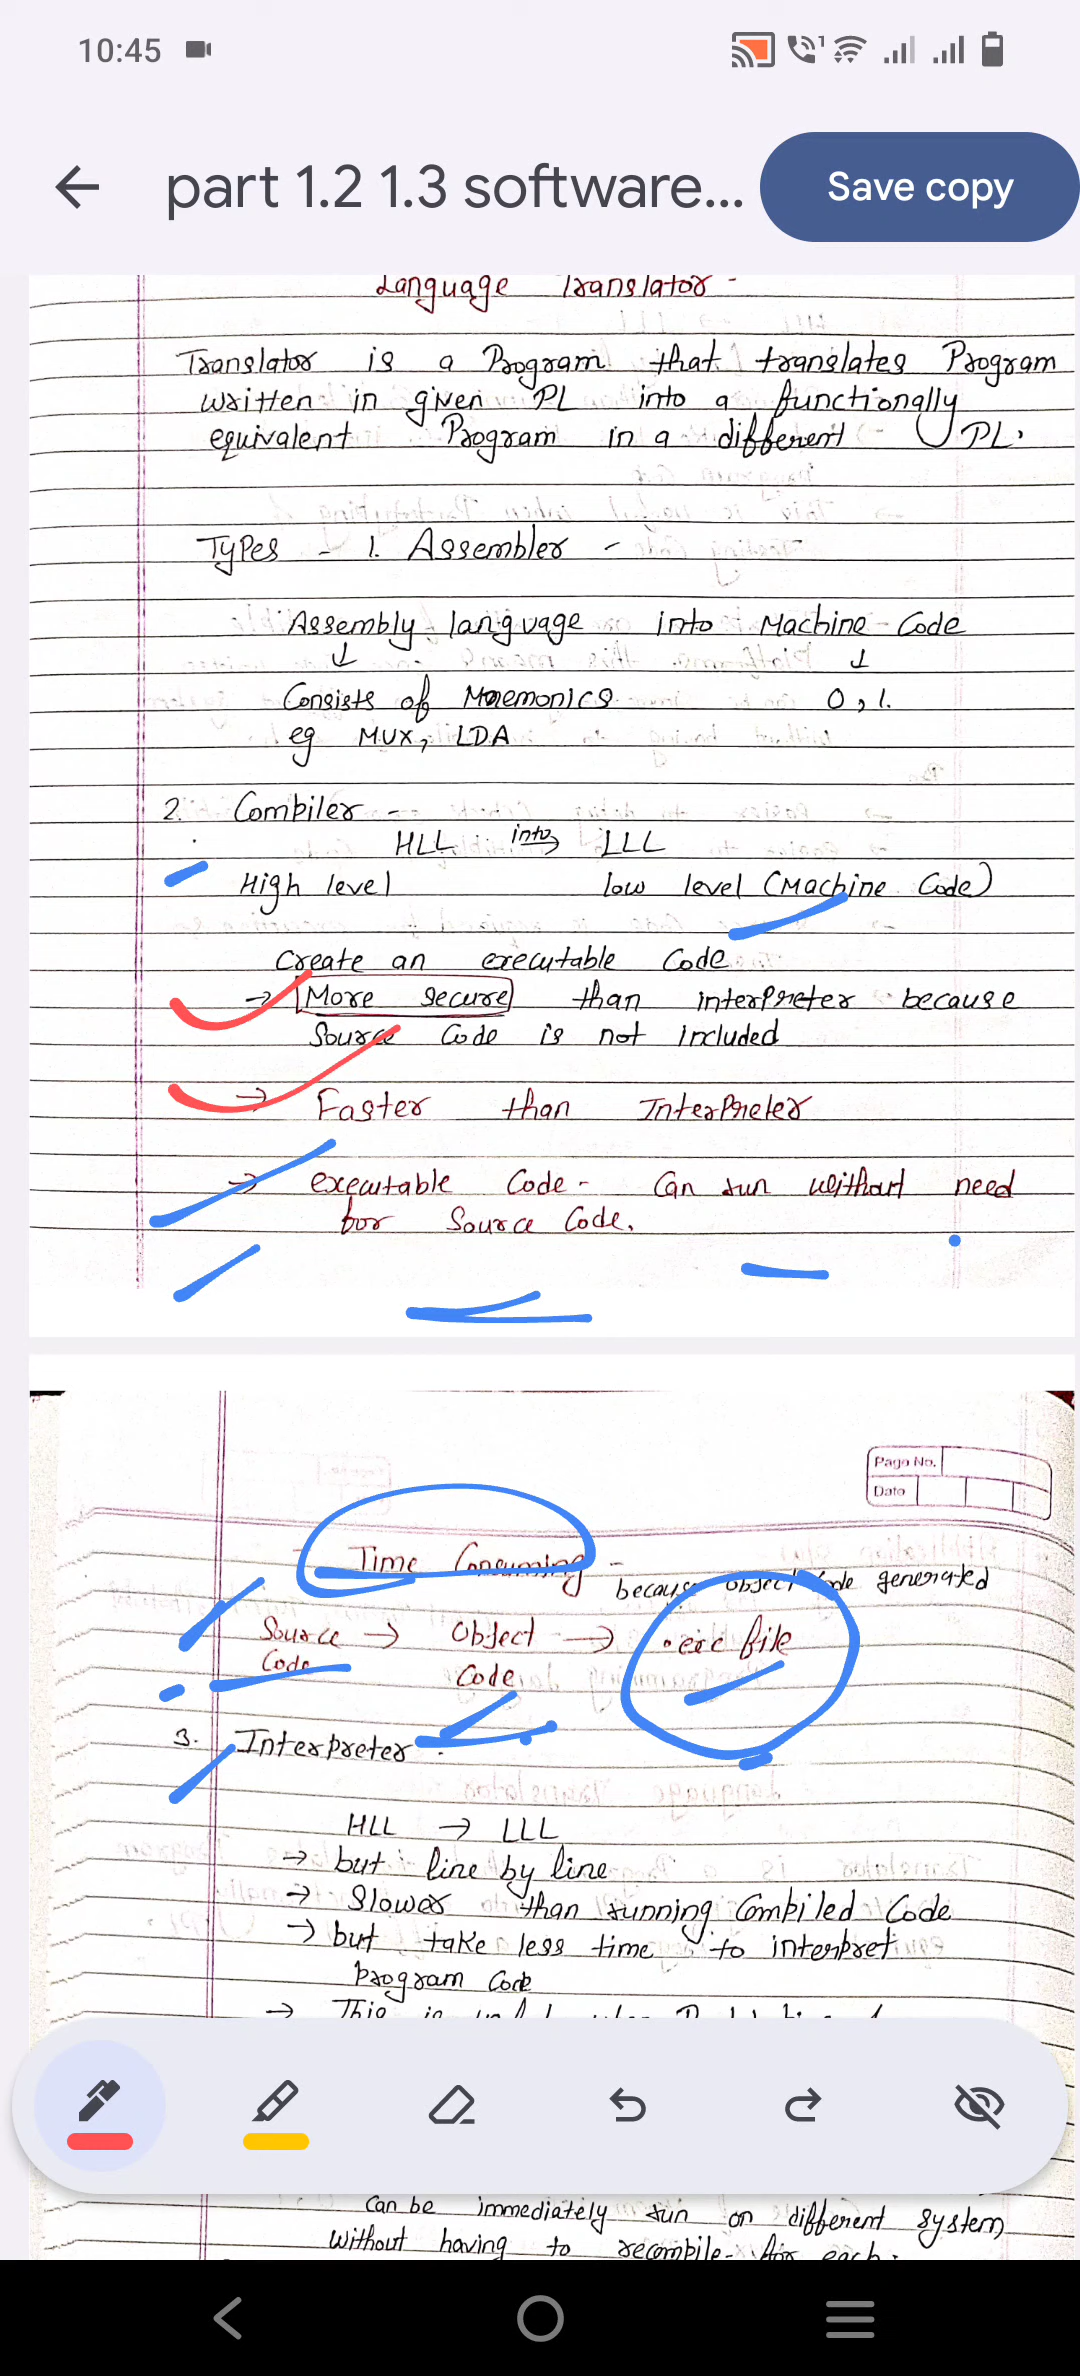 10:45
part 1.2 1.3 software...
Save copy
Language Translator -
Translator is a Program that translates Program
written in given PL into a functionally
equivalent Program in a different PL.
Types - 1. Assembler -
Assembly language into Machine Code
↓ ↓
Consists of Mnemonics 0, 1.
eg MUX, LDA
2. Compiler -
HLL into LLL
High level low level (Machine Code)
Create an executable Code
→ More secure than interpreter because
Source Code is not included
→ Faster than Interpreter
→ executable Code - Can run without need
for Source Code.
Page No.
Date
Time Consuming -
because object Code generated
Source → Object → .exe file
Code Code
3. Interpreter
HLL → LLL
→ but line by line
→ Slower than running Compiled Code
→ but take less time to interpret
program Code
→ This is
Can be immediately run on different system
Without having to recompile for each.